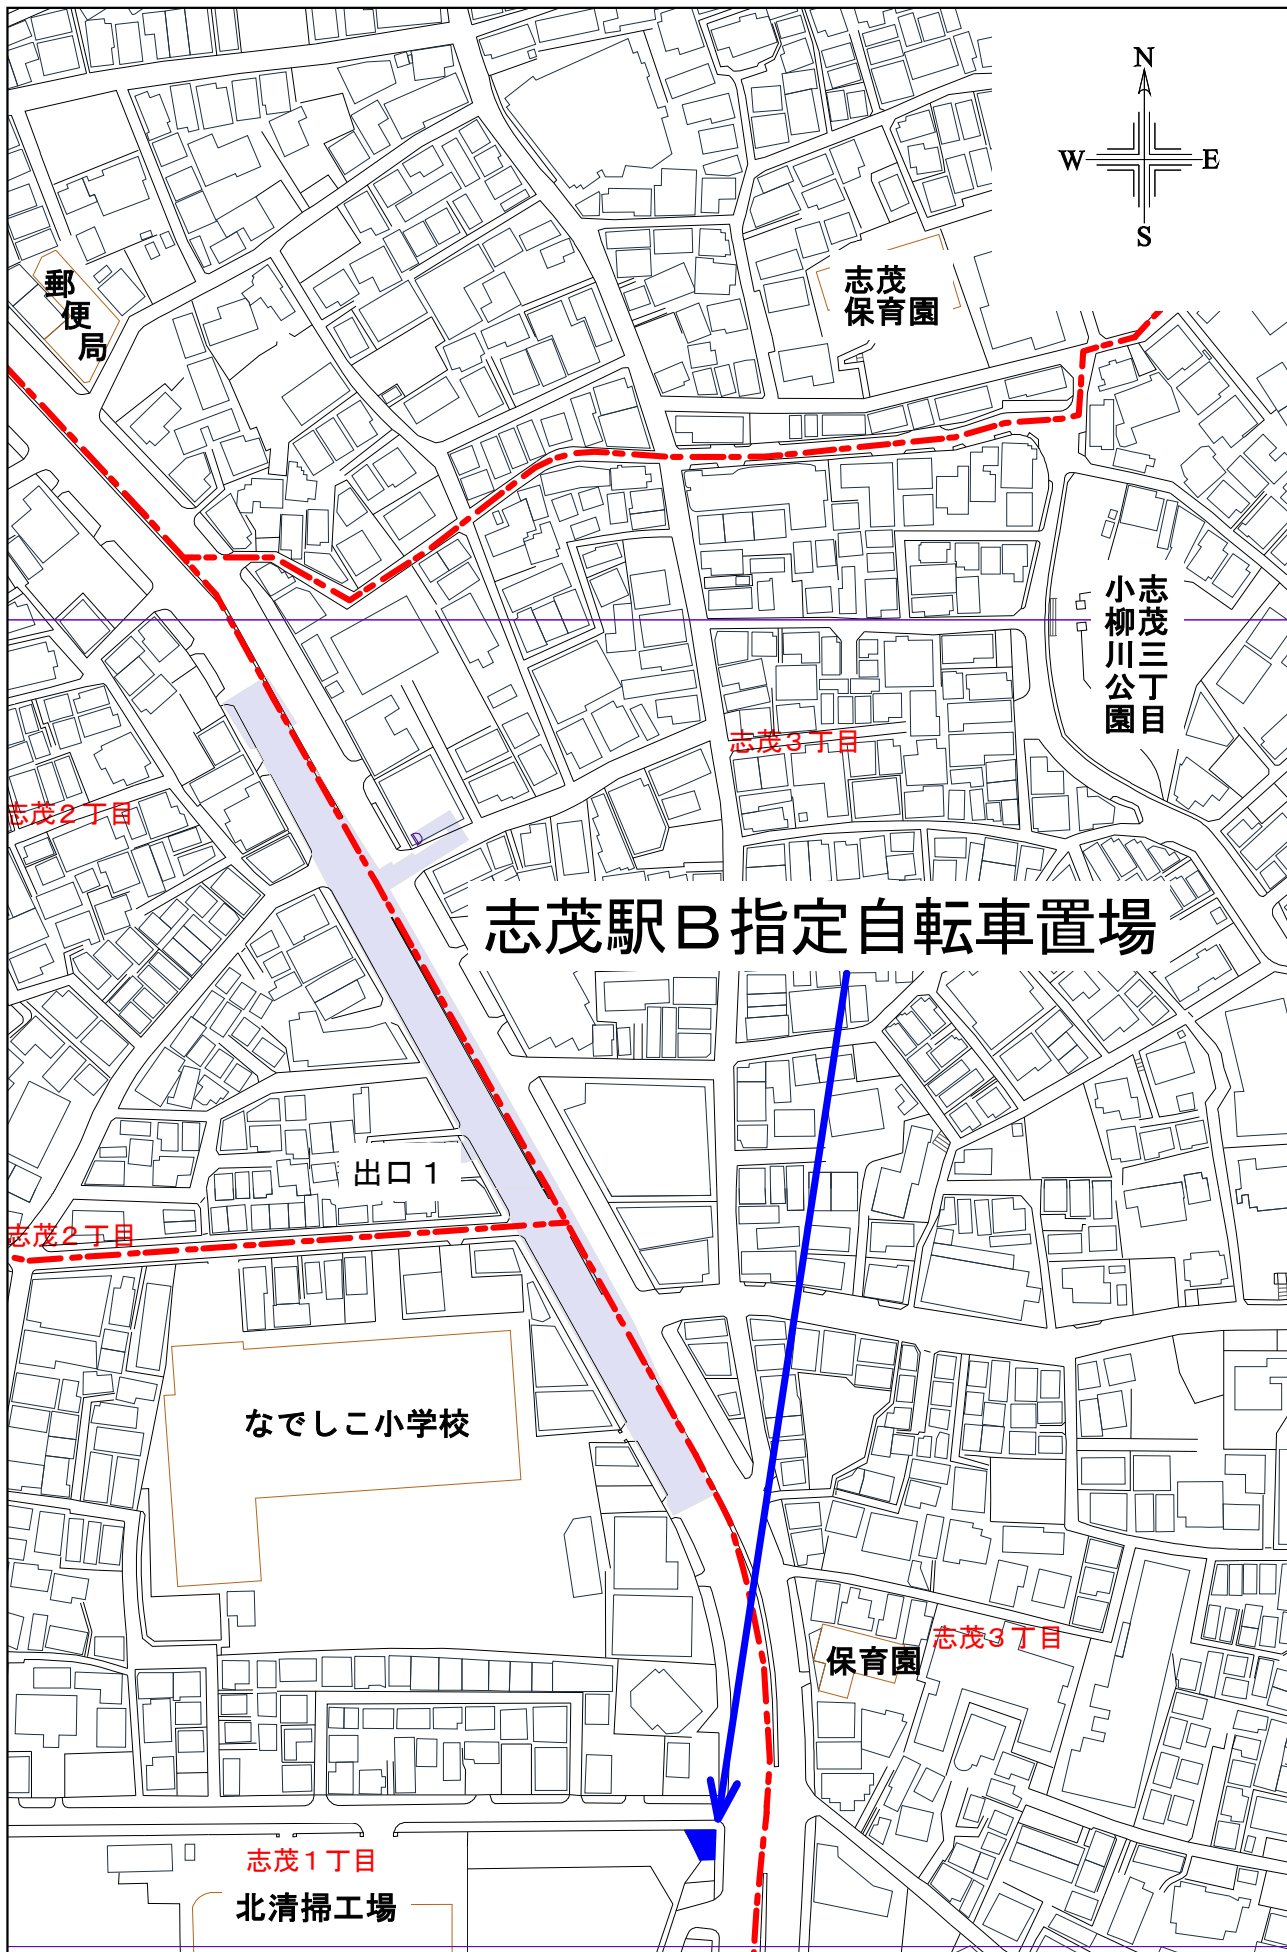 N
W
E
S
郵便局
志茂
保育園
志茂三丁目
小柳川公園
志茂３丁目
志茂２丁目
D
志茂駅Ｂ指定自転車置場
出口１
志茂２丁目
なでしこ小学校
志茂３丁目
保育園
志茂１丁目
北清掃工場